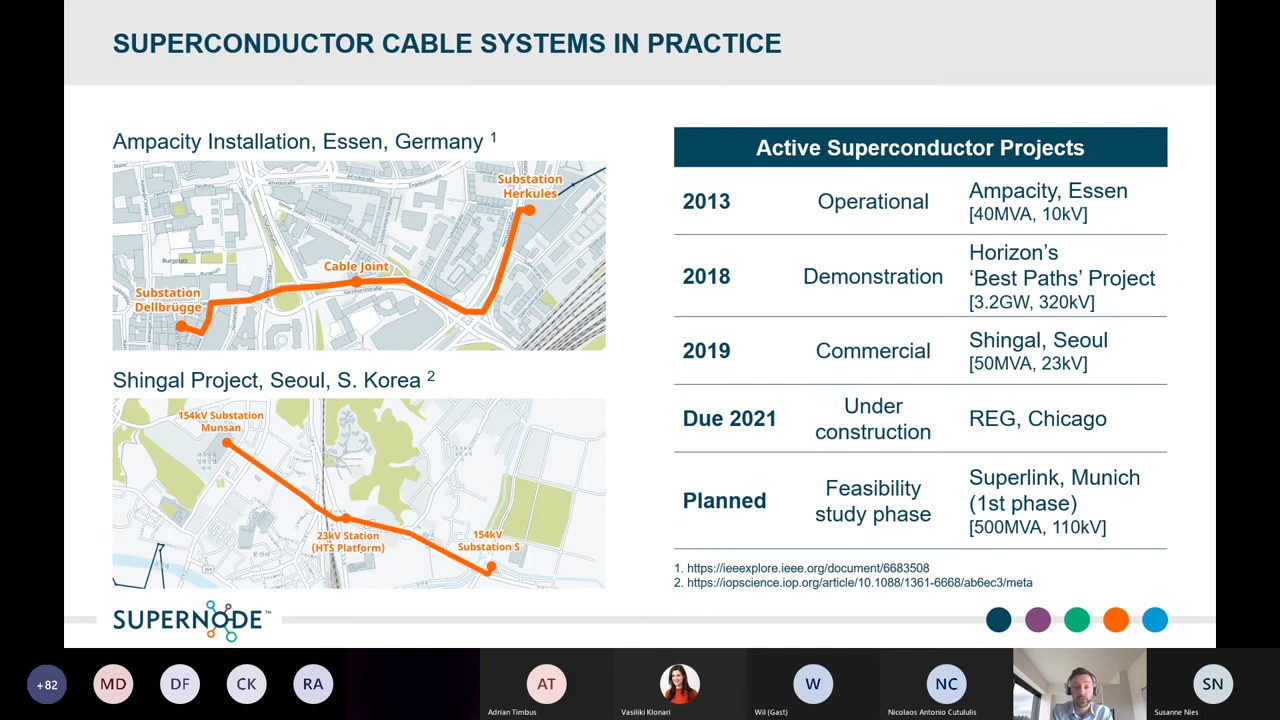 SUPERCONDUCTOR CABLE SYSTEMS IN PRACTICE
Ampacity Installation, Essen, Germany 1
Substation
Herkules
Cable Joint
Substation
Dellbrügge
Burgplatz
Shingal Project, Seoul, S. Korea 2
154kV Substation
Munsan
23kV Station
(HTS Platform)
154kV
Substation S
Active Superconductor Projects
2013 Operational Ampacity, Essen
[40MVA, 10kV]
2018 Demonstration Horizon's
'Best Paths' Project
[3.2GW, 320kV]
2019 Commercial Shingal, Seoul
[50MVA, 23kV]
Due 2021 Under
construction REG, Chicago
Planned Feasibility
study phase Superlink, Munich
(1st phase)
[500MVA, 110kV]
1. https://ieeexplore.ieee.org/document/6683508
2. https://iopscience.iop.org/article/10.1088/1361-6668/ab6ec3/meta
SUPERNODE™
+82
MD
DF
CK
RA
AT
Adrian Timbus
Vasiliki Klonari
W
Wil (Gast)
NC
Nicolaos Antonio Cutululis
SN
Susanne Nies